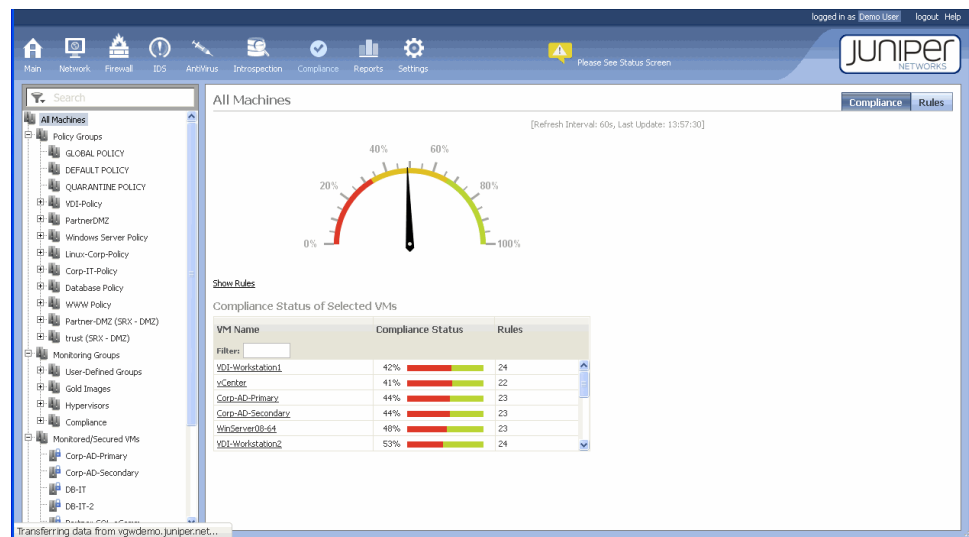 logged in as Demo User logout Help
Main Network Firewall IDS AntiVirus Introspection Compliance Reports Settings
Please See Status Screen
JUNIPER
NETWORKS
Search
All Machines
Policy Groups
GLOBAL POLICY
DEFAULT POLICY
QUARANTINE POLICY
VDI-Policy
PartnerDMZ
Windows Server Policy
Linux-Corp-Policy
Corp-IT-Policy
Database Policy
WWW Policy
Partner-DMZ (SRX - DMZ)
trust (SRX - DMZ)
Monitoring Groups
User-Defined Groups
Gold Images
Hypervisors
Compliance
Monitored/Secured VMs
Corp-AD-Primary
Corp-AD-Secondary
DB-IT
DB-IT-2
Transferring data from vgwdemo.juniper.net...
All Machines
Compliance Rules
[Refresh Interval: 60s, Last Update: 13:57:30]
40% 60%
20% 80%
0% 100%
Show Rules
Compliance Status of Selected VMs
VM Name Compliance Status Rules
Filter:
VDI-Workstation1 42% 24
vCenter 41% 22
Corp-AD-Primary 44% 23
Corp-AD-Secondary 44% 23
WinServer08-64 48% 23
VDI-Workstation2 53% 24